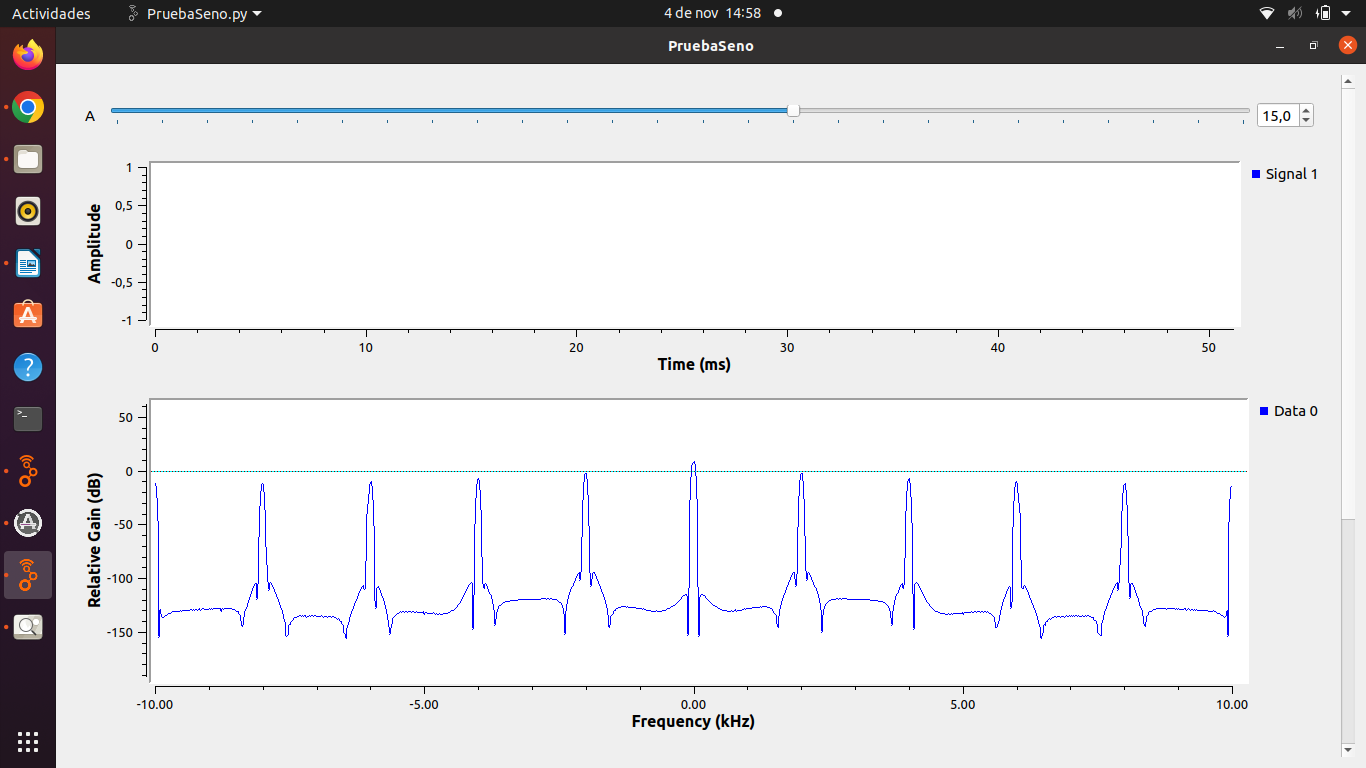 Actividades PruebaSeno.py 4 de nov 14:58
PruebaSeno
A 15,0
Signal 1
Amplitude
1
0,5
0
-0,5
-1
0 10 20 30 40 50
Time (ms)
Data 0
Relative Gain (dB)
50
0
-50
-100
-150
-10.00 -5.00 0.00 5.00 10.00
Frequency (kHz)